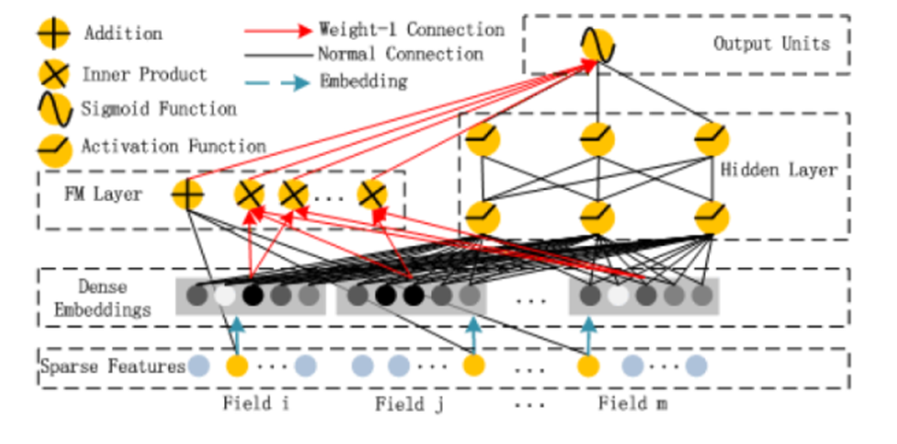 Addition
Inner Product
Sigmoid Function
Activation Function
Weight-1 Connection
Normal Connection
Embedding
Output Units
Hidden Layer
FM Layer
...
Dense
Embeddings
...
Sparse Features
... ... ... ...
Field i
Field j
...
Field m